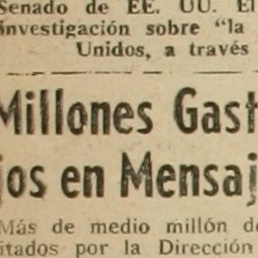 Senado de EE. UU. El
investigación sobre "la
Unidos, a través
Millones Gast
jos en Mensaj
Más de medio millón de
itados por la Dirección